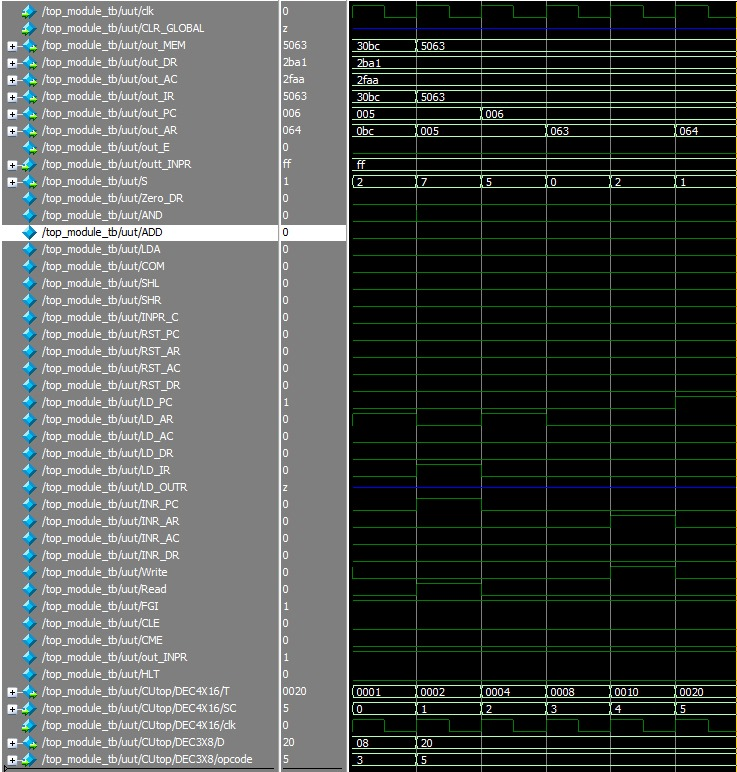 /top_module_tb/uut/clk 0
/top_module_tb/uut/CLR_GLOBAL z
/top_module_tb/uut/out_MEM 5063 30bc 5063
/top_module_tb/uut/out_DR 2ba1 2ba1
/top_module_tb/uut/out_AC 2faa 2faa
/top_module_tb/uut/out_IR 5063 30bc 5063
/top_module_tb/uut/out_PC 006 005 006
/top_module_tb/uut/out_AR 064 0bc 005 063 064
/top_module_tb/uut/out_E 0
/top_module_tb/uut/outt_INPR ff ff
/top_module_tb/uut/S 1 2 7 5 0 2 1
/top_module_tb/uut/Zero_DR 0
/top_module_tb/uut/AND 0
/top_module_tb/uut/ADD 0
/top_module_tb/uut/LDA 0
/top_module_tb/uut/COM 0
/top_module_tb/uut/SHL 0
/top_module_tb/uut/SHR 0
/top_module_tb/uut/INPR_C 0
/top_module_tb/uut/RST_PC 0
/top_module_tb/uut/RST_AR 0
/top_module_tb/uut/RST_AC 0
/top_module_tb/uut/RST_DR 0
/top_module_tb/uut/LD_PC 1
/top_module_tb/uut/LD_AR 0
/top_module_tb/uut/LD_AC 0
/top_module_tb/uut/LD_DR 0
/top_module_tb/uut/LD_IR 0
/top_module_tb/uut/LD_OUTR z
/top_module_tb/uut/INR_PC 0
/top_module_tb/uut/INR_AR 0
/top_module_tb/uut/INR_AC 0
/top_module_tb/uut/INR_DR 0
/top_module_tb/uut/Write 0
/top_module_tb/uut/Read 0
/top_module_tb/uut/FGI 1
/top_module_tb/uut/CLE 0
/top_module_tb/uut/CME 0
/top_module_tb/uut/out_INPR 1
/top_module_tb/uut/HLT 0
/top_module_tb/uut/CUtop/DEC4X16/T 0020 0001 0002 0004 0008 0010 0020
/top_module_tb/uut/CUtop/DEC4X16/SC 5 0 1 2 3 4 5
/top_module_tb/uut/CUtop/DEC4X16/clk 0
/top_module_tb/uut/CUtop/DEC3X8/D 20 08 20
/top_module_tb/uut/CUtop/DEC3X8/opcode 5 3 5